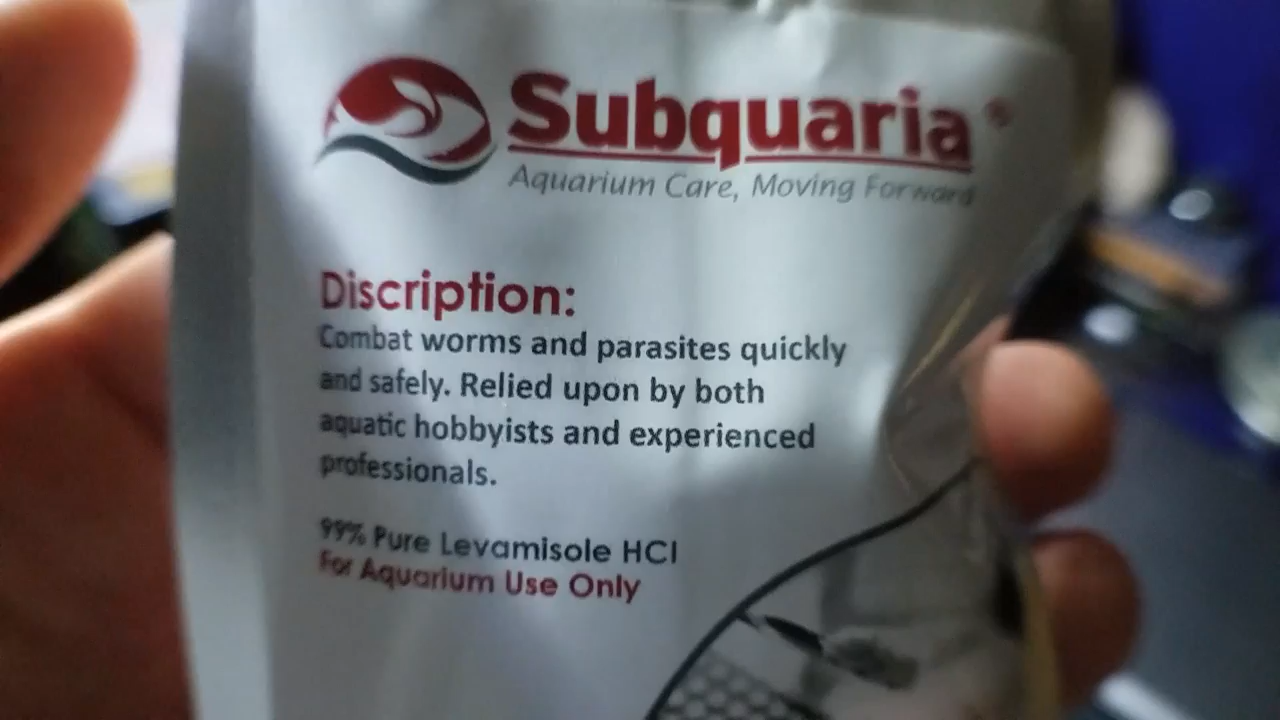 Subquaria®
Aquarium Care, Moving Forward
Discription:
Combat worms and parasites quickly
and safely. Relied upon by both
aquatic hobbyists and experienced
professionals.
99% Pure Levamisole HCl
For Aquarium Use Only